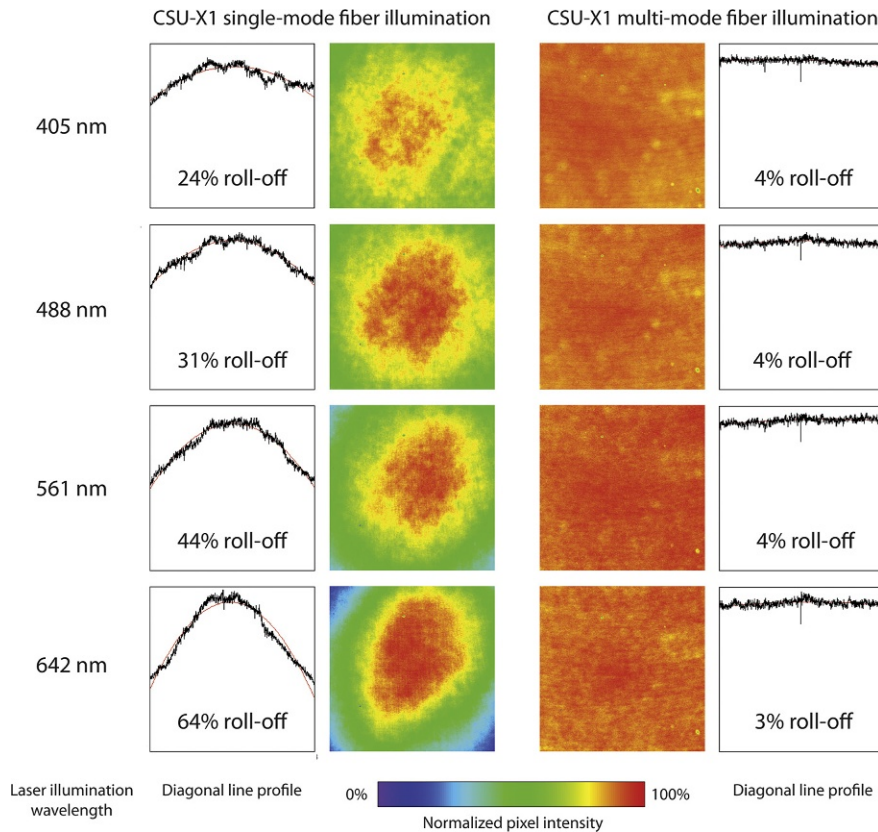 CSU-X1 single-mode fiber illumination
CSU-X1 multi-mode fiber illumination
405 nm
24% roll-off
4% roll-off
488 nm
31% roll-off
4% roll-off
561 nm
44% roll-off
4% roll-off
642 nm
64% roll-off
3% roll-off
Laser illumination
wavelength
Diagonal line profile
0%
100%
Normalized pixel intensity
Diagonal line profile